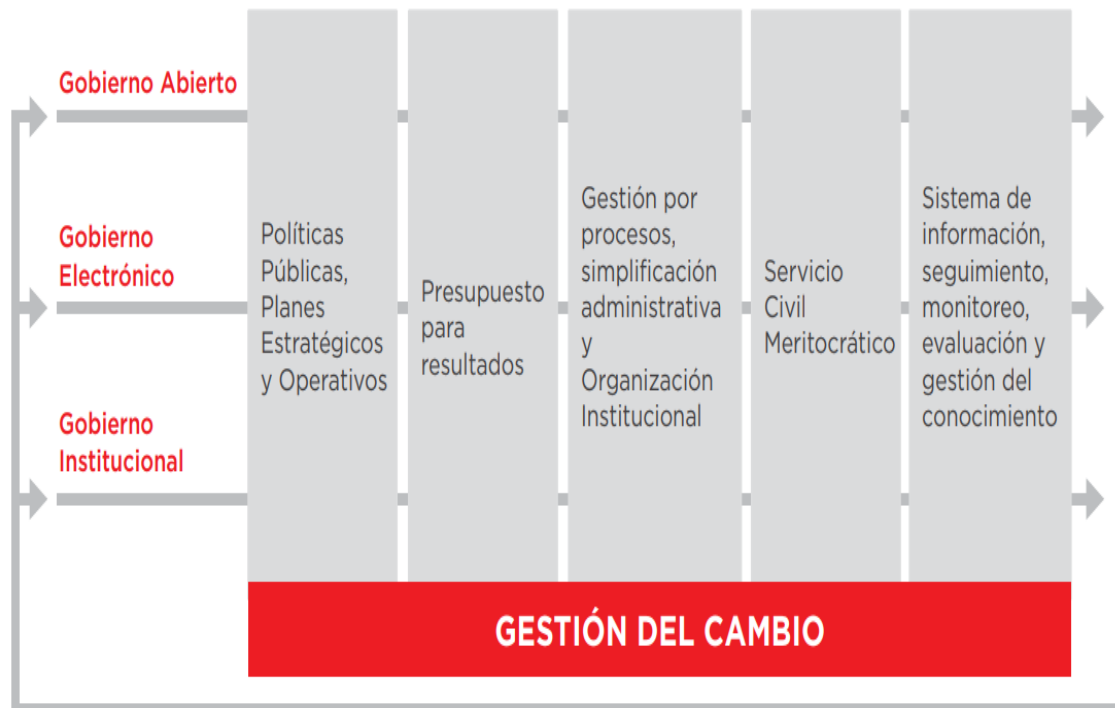 Gobierno Abierto
Gobierno
Electrónico
Gobierno
Institucional
Políticas
Públicas,
Planes
Estratégicos
y Operativos
Presupuesto
para
resultados
Gestión por
procesos,
simplificación
administrativa
y
Organización
Institucional
Servicio
Civil
Meritocrático
Sistema de
información,
seguimiento,
monitoreo,
evaluación y
gestión del
conocimiento
GESTIÓN DEL CAMBIO